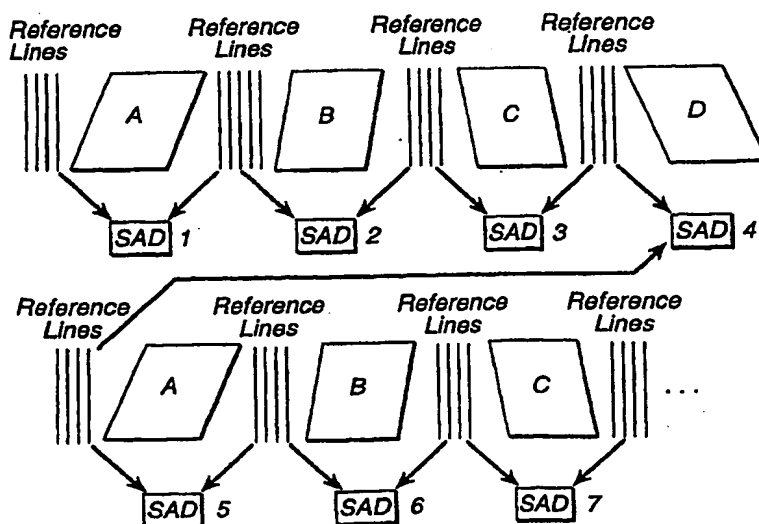 Reference Lines
Reference Lines
Reference Lines
Reference Lines
A
B
C
D
SAD 1
SAD 2
SAD 3
SAD 4
Reference Lines
Reference Lines
Reference Lines
Reference Lines
A
B
C
...
SAD 5
SAD 6
SAD 7